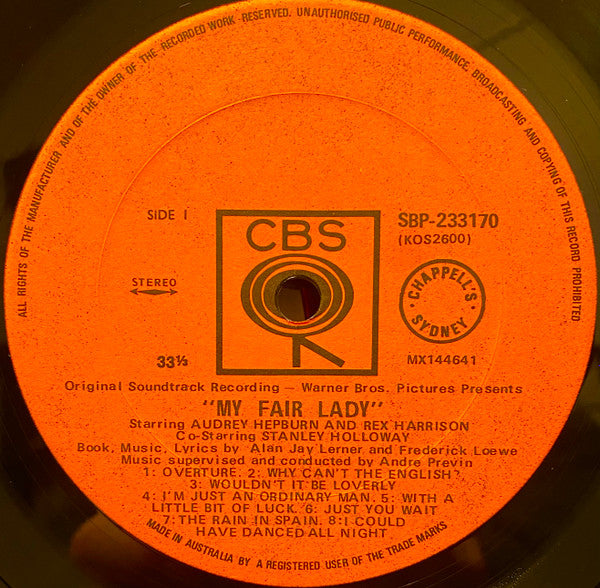 ALL RIGHTS OF THE MANUFACTURER AND OF THE OWNER OF THE RECORDED WORK RESERVED. UNAUTHORISED PUBLIC PERFORMANCE, BROADCASTING AND COPYING OF THIS RECORD PROHIBITED
SIDE 1
CBS
SBP-233170
(KOS2600)
STEREO
CHAPPELL'S
SYDNEY
33⅓
MX144641
Original Soundtrack Recording — Warner Bros. Pictures Presents
"MY FAIR LADY"
Starring AUDREY HEPBURN AND REX HARRISON
Co-Starring STANLEY HOLLOWAY
Book, Music, Lyrics by Alan Jay Lerner and Frederick Loewe
Music supervised and conducted by Andre Previn
1: OVERTURE. 2: WHY CAN'T THE ENGLISH?
3: WOULDN'T IT BE LOVERLY
4: I'M JUST AN ORDINARY MAN. 5: WITH A
LITTLE BIT OF LUCK. 6: JUST YOU WAIT
7: THE RAIN IN SPAIN. 8: I COULD
HAVE DANCED ALL NIGHT
MADE IN AUSTRALIA BY A REGISTERED USER OF THE TRADE MARKS